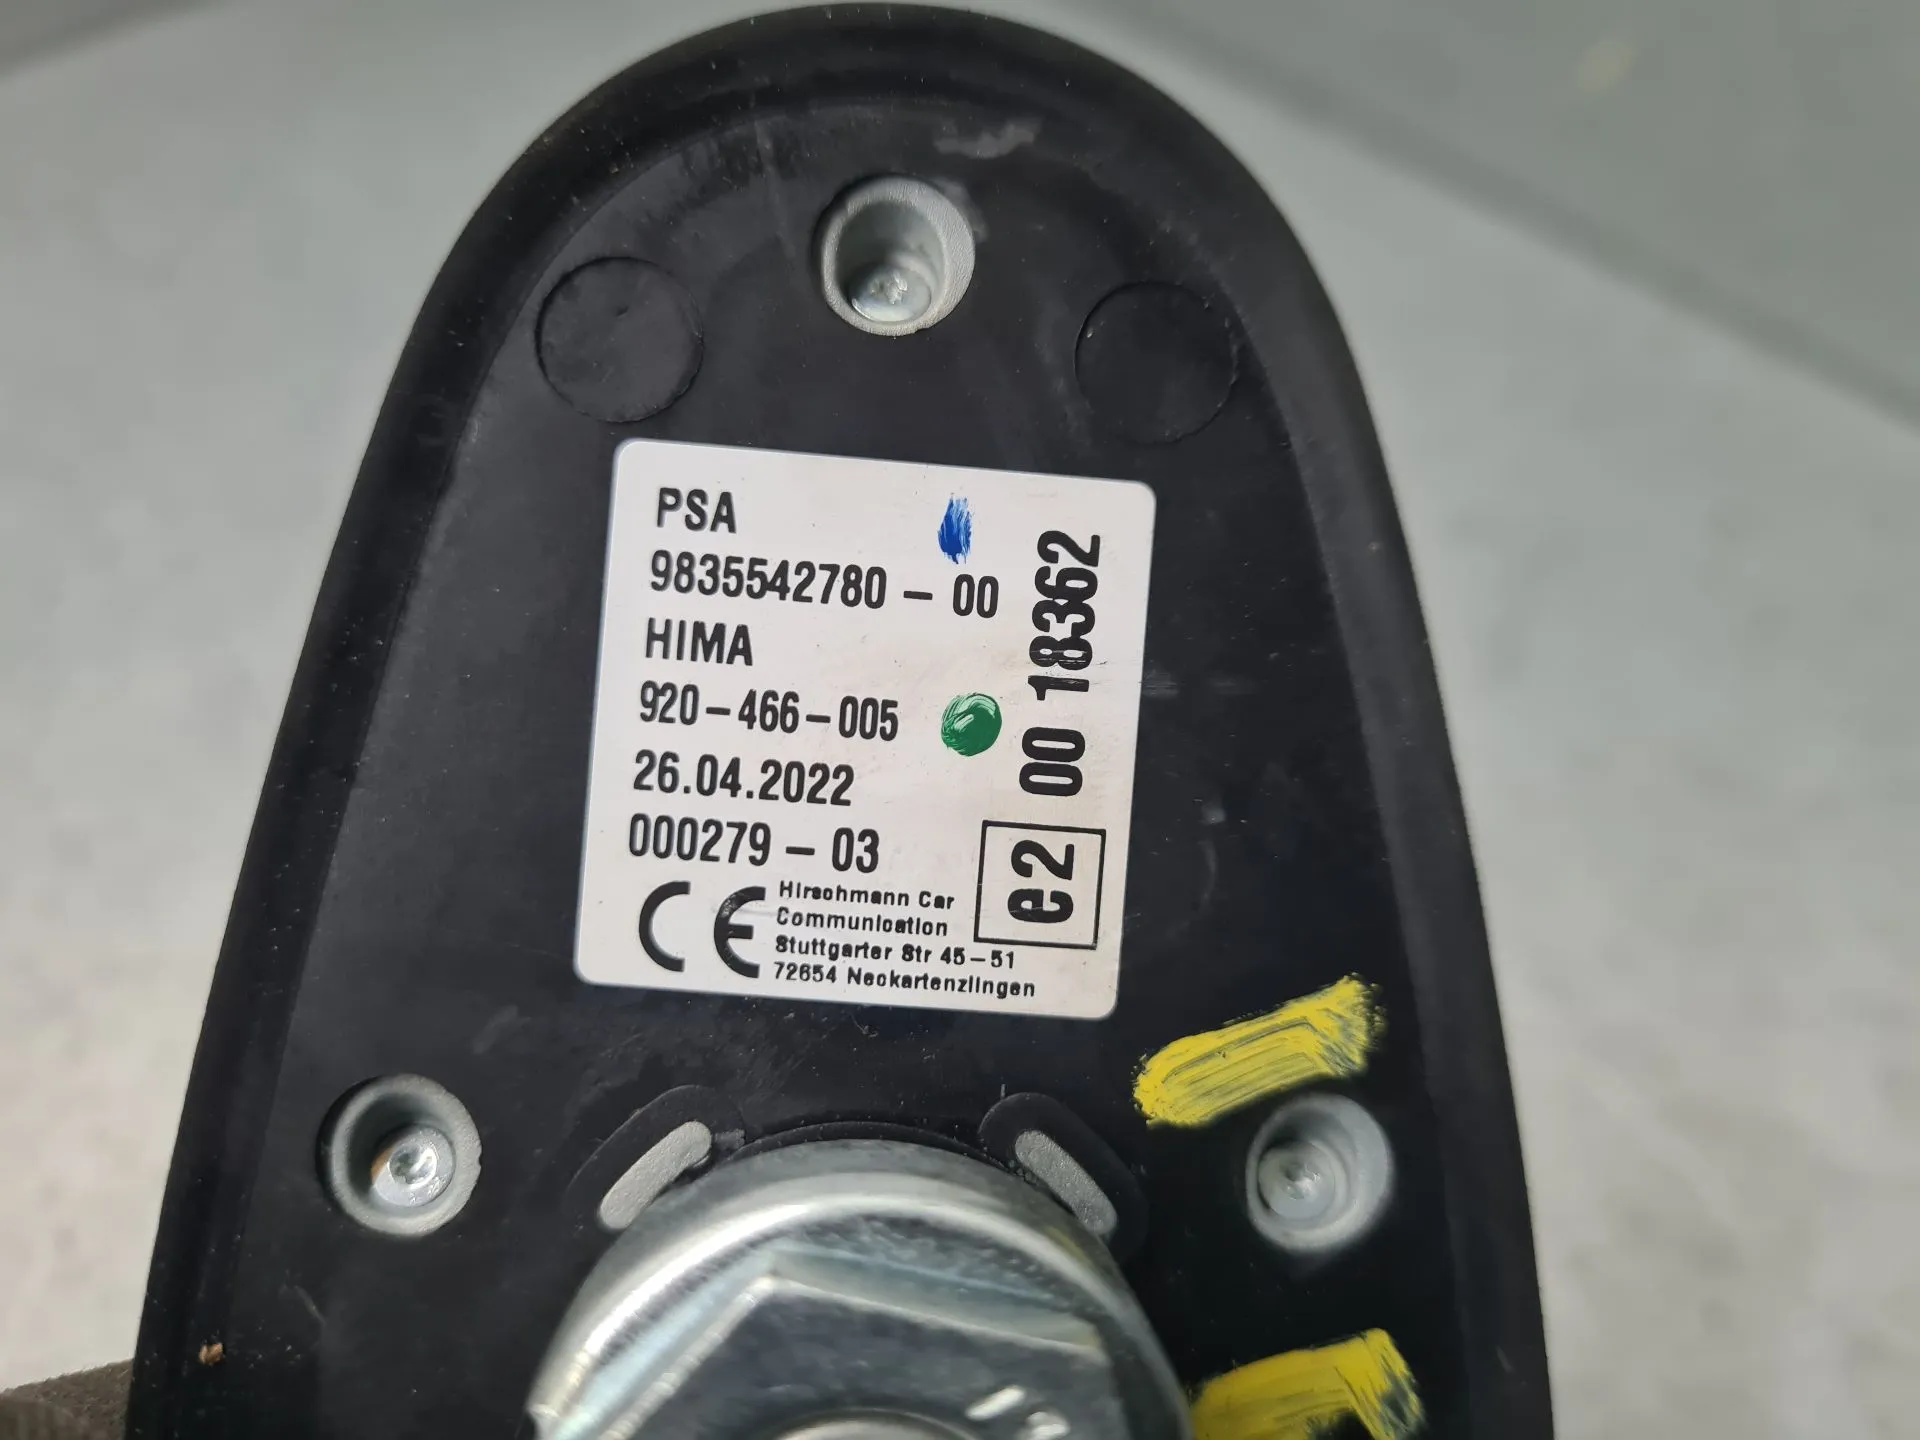 PSA
9835542780 - 00
HIMA
920-466-005
26.04.2022
000279-03
CE
Hirschmann Car
Communication
Stuttgarter Str 45-51
72654 Neckartenzlingen
e2 00 18362